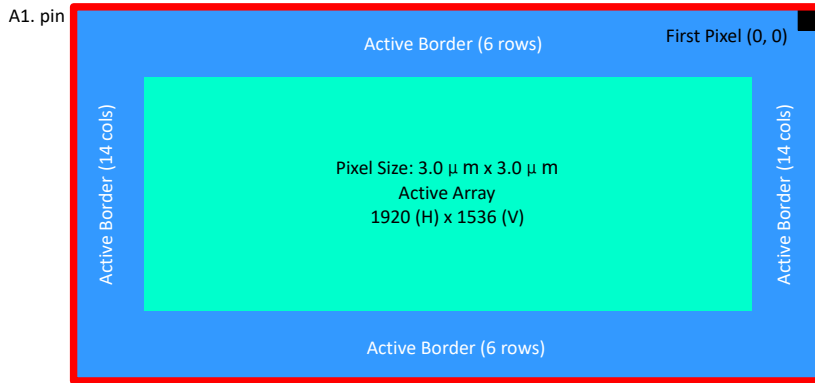 A1. pin
First Pixel (0, 0)
Active Border (6 rows)
Active Border (14 cols)
Pixel Size: 3.0 μ m x 3.0 μ m
Active Array
1920 (H) x 1536 (V)
Active Border (14 cols)
Active Border (6 rows)